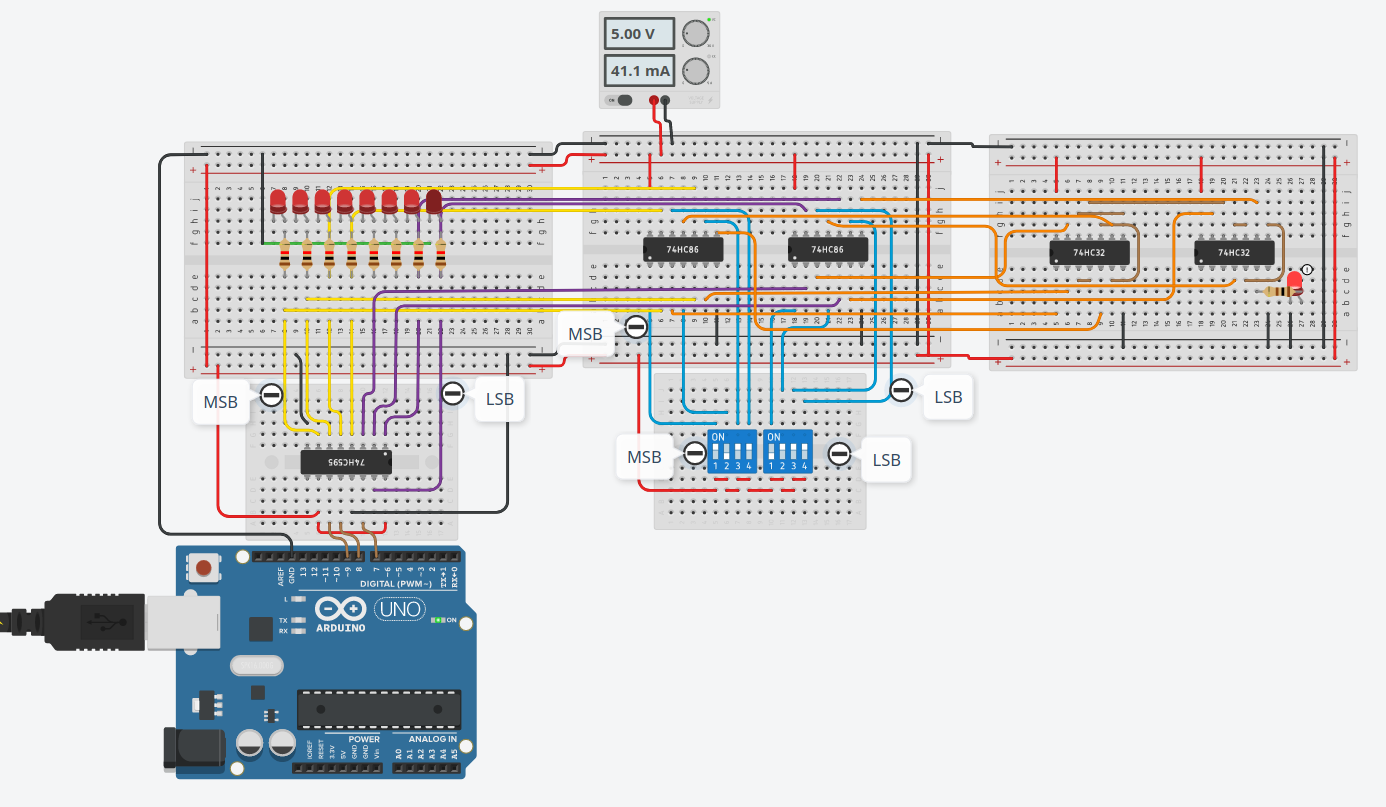 5.00 V
41.1 mA
ON
74HC86
74HC86
74HC32
74HC32
MSB
MSB
LSB
LSB
MSB
LSB
ON
1 2 3 4
ON
1 2 3 4
74HC595
AREF
GND
13
12
~11
~10
~9
8
7
~6
~5
4
~3
2
TX→1
RX←0
DIGITAL (PWM~)
L
TX
RX
ARDUINO
UNO
ON
IOREF
RESET
3.3V
5V
GND
GND
Vin
POWER
ANALOG IN
A0
A1
A2
A3
A4
A5